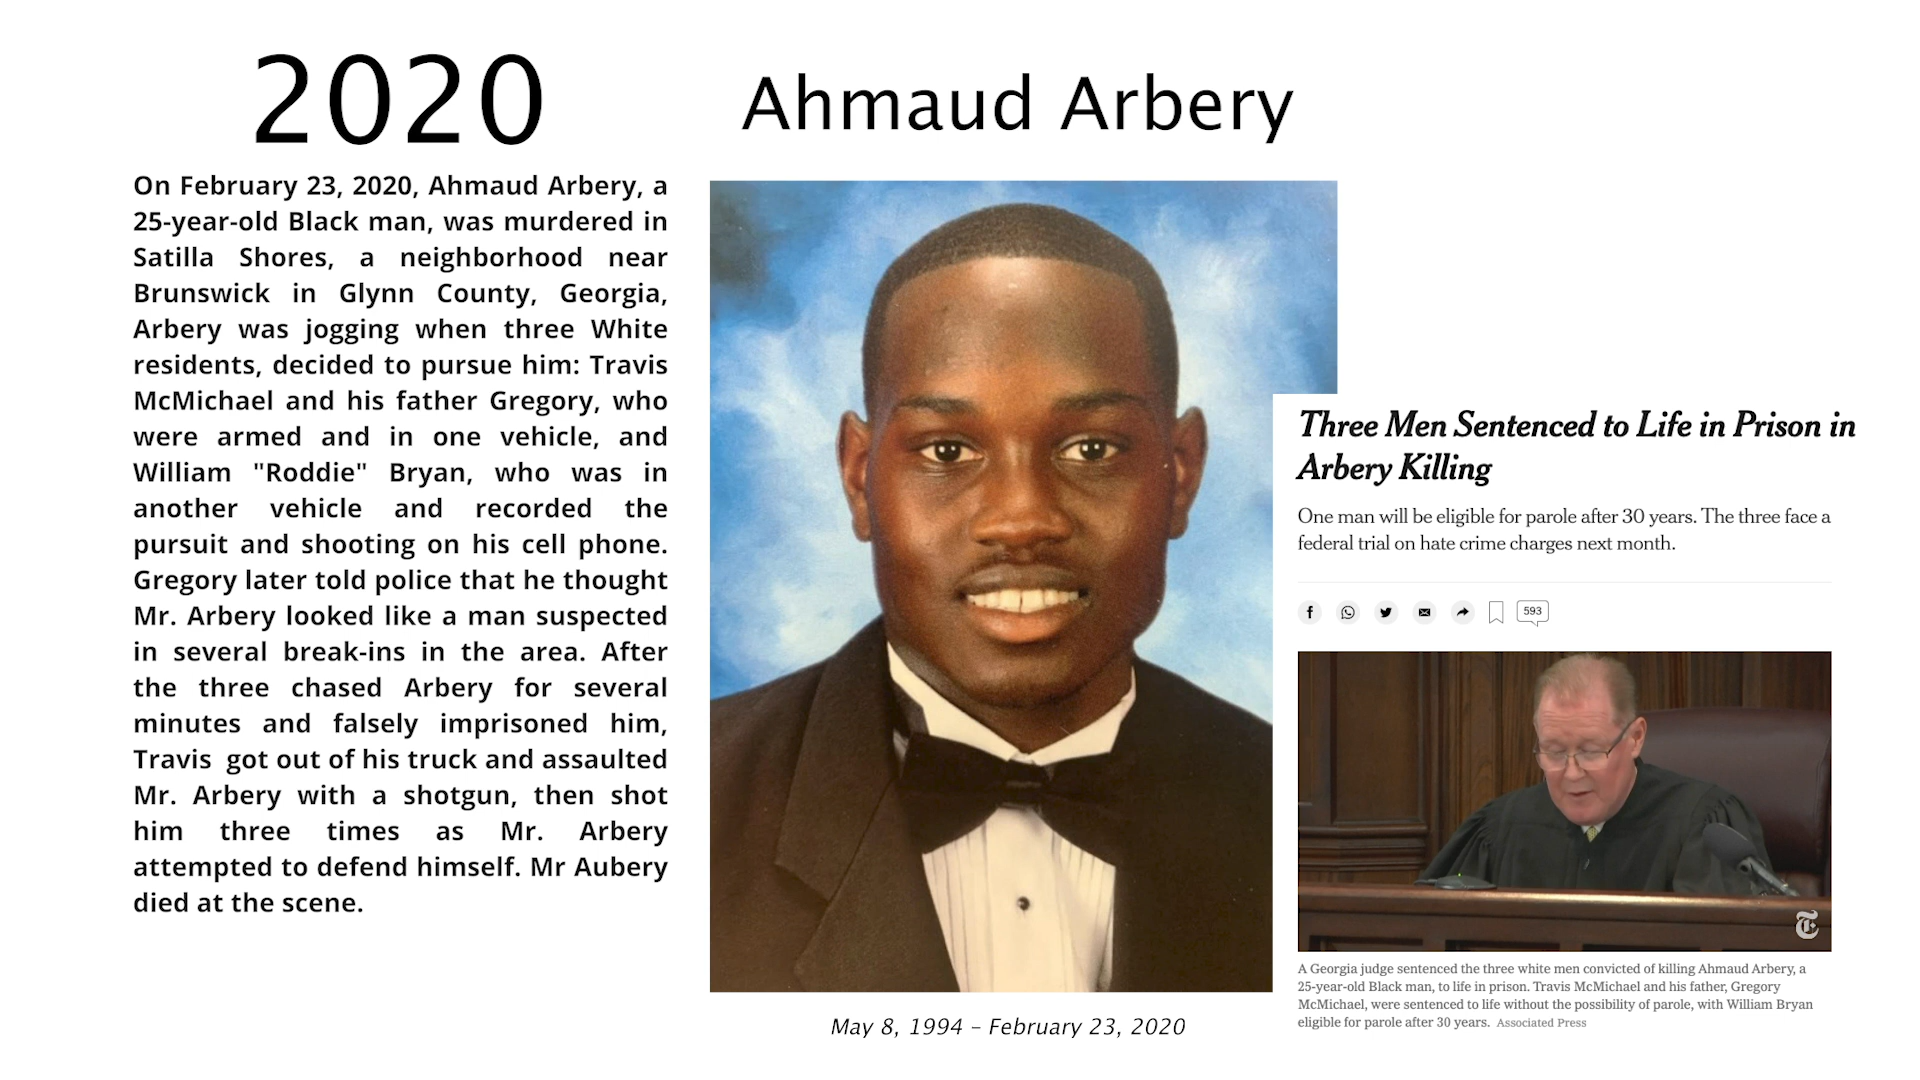 2020
On February 23, 2020, Ahmaud Arbery, a
25-year-old Black man, was murdered in
Satilla Shores, a neighborhood near
Brunswick in Glynn County, Georgia,
Arbery was jogging when three White
residents, decided to pursue him: Travis
McMichael and his father Gregory, who
were armed and in one vehicle, and
William "Roddie" Bryan, who was in
another vehicle and recorded the
pursuit and shooting on his cell phone.
Gregory later told police that he thought
Mr. Arbery looked like a man suspected
in several break-ins in the area. After
the three chased Arbery for several
minutes and falsely imprisoned him,
Travis got out of his truck and assaulted
Mr. Arbery with a shotgun, then shot
him three times as Mr. Arbery
attempted to defend himself. Mr Aubery
died at the scene.
Ahmaud Arbery
May 8, 1994 – February 23, 2020
Three Men Sentenced to Life in Prison in
Arbery Killing
One man will be eligible for parole after 30 years. The three face a
federal trial on hate crime charges next month.
593
T
A Georgia judge sentenced the three white men convicted of killing Ahmaud Arbery, a
25-year-old Black man, to life in prison. Travis McMichael and his father, Gregory
McMichael, were sentenced to life without the possibility of parole, with William Bryan
eligible for parole after 30 years. Associated Press